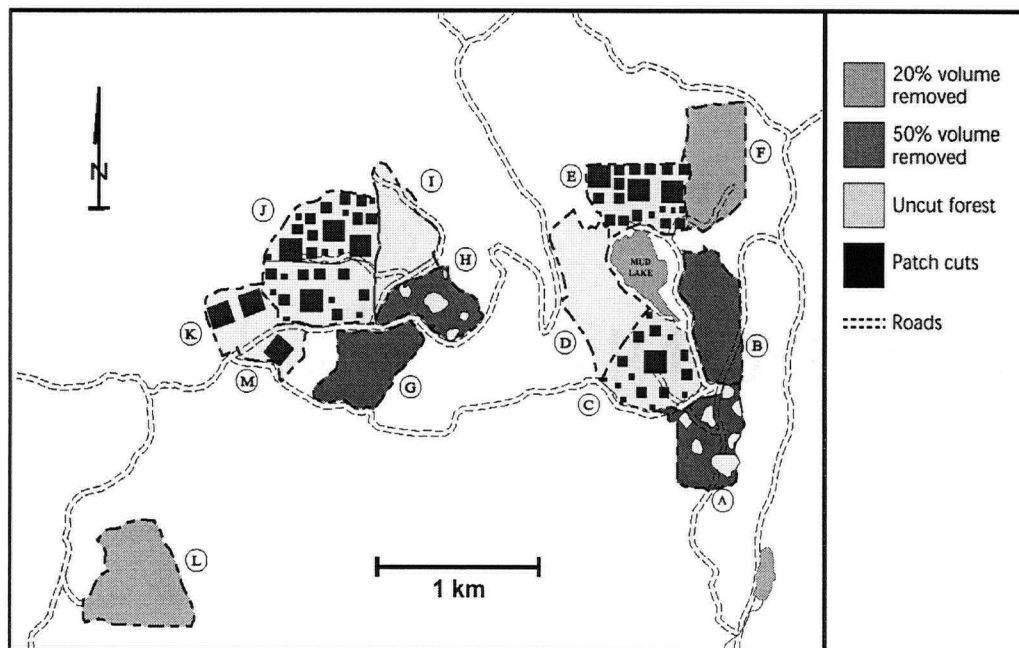 N
I
J
H
K
M
G
L
E
F
MUD
LAKE
D
B
C
A
1 km
20% volume
removed
50% volume
removed
Uncut forest
Patch cuts
Roads